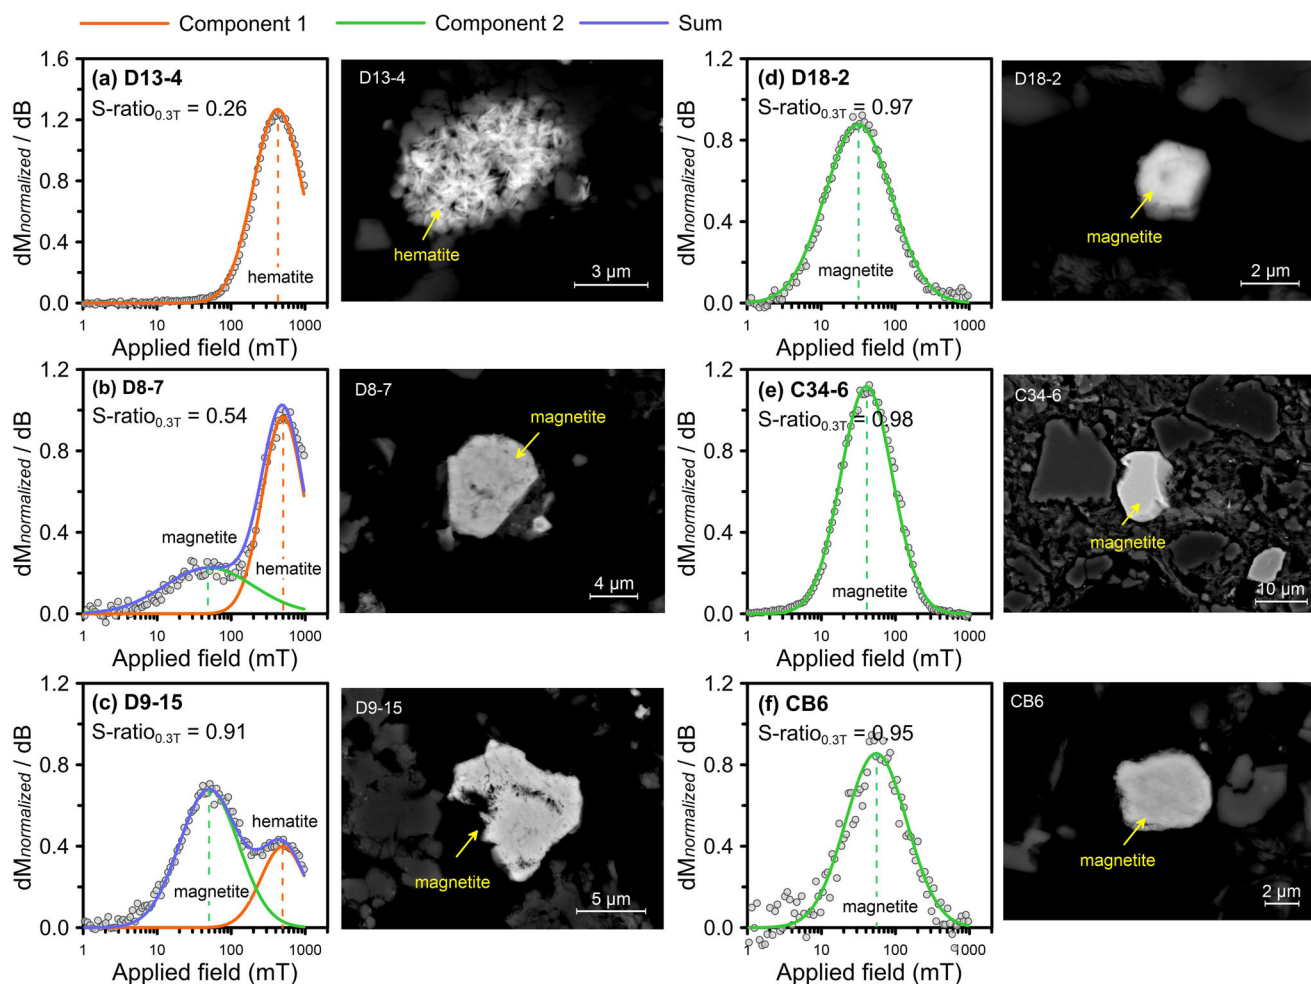 Component 1 Component 2 Sum
(a) D13-4
S-ratio0.3T = 0.26
hematite
dMnormalized / dB
1.6
1.2
0.8
0.4
0.0
1 10 100 1000
Applied field (mT)
D13-4
hematite
3 µm
(d) D18-2
S-ratio0.3T = 0.97
magnetite
dMnormalized / dB
1.2
0.8
0.4
0.0
1 10 100 1000
Applied field (mT)
D18-2
magnetite
2 µm
(b) D8-7
S-ratio0.3T = 0.54
magnetite
hematite
dMnormalized / dB
1.2
0.8
0.4
0.0
1 10 100 1000
Applied field (mT)
D8-7
magnetite
4 µm
(e) C34-6
S-ratio0.3T = 0.98
magnetite
dMnormalized / dB
1.2
0.8
0.4
0.0
1 10 100 1000
Applied field (mT)
C34-6
magnetite
10 µm
(c) D9-15
S-ratio0.3T = 0.91
hematite
magnetite
dMnormalized / dB
1.2
0.8
0.4
0.0
1 10 100 1000
Applied field (mT)
D9-15
magnetite
5 µm
(f) CB6
S-ratio0.3T = 0.95
magnetite
dMnormalized / dB
1.2
0.8
0.4
0.0
1 10 100 1000
Applied field (mT)
CB6
magnetite
2 µm